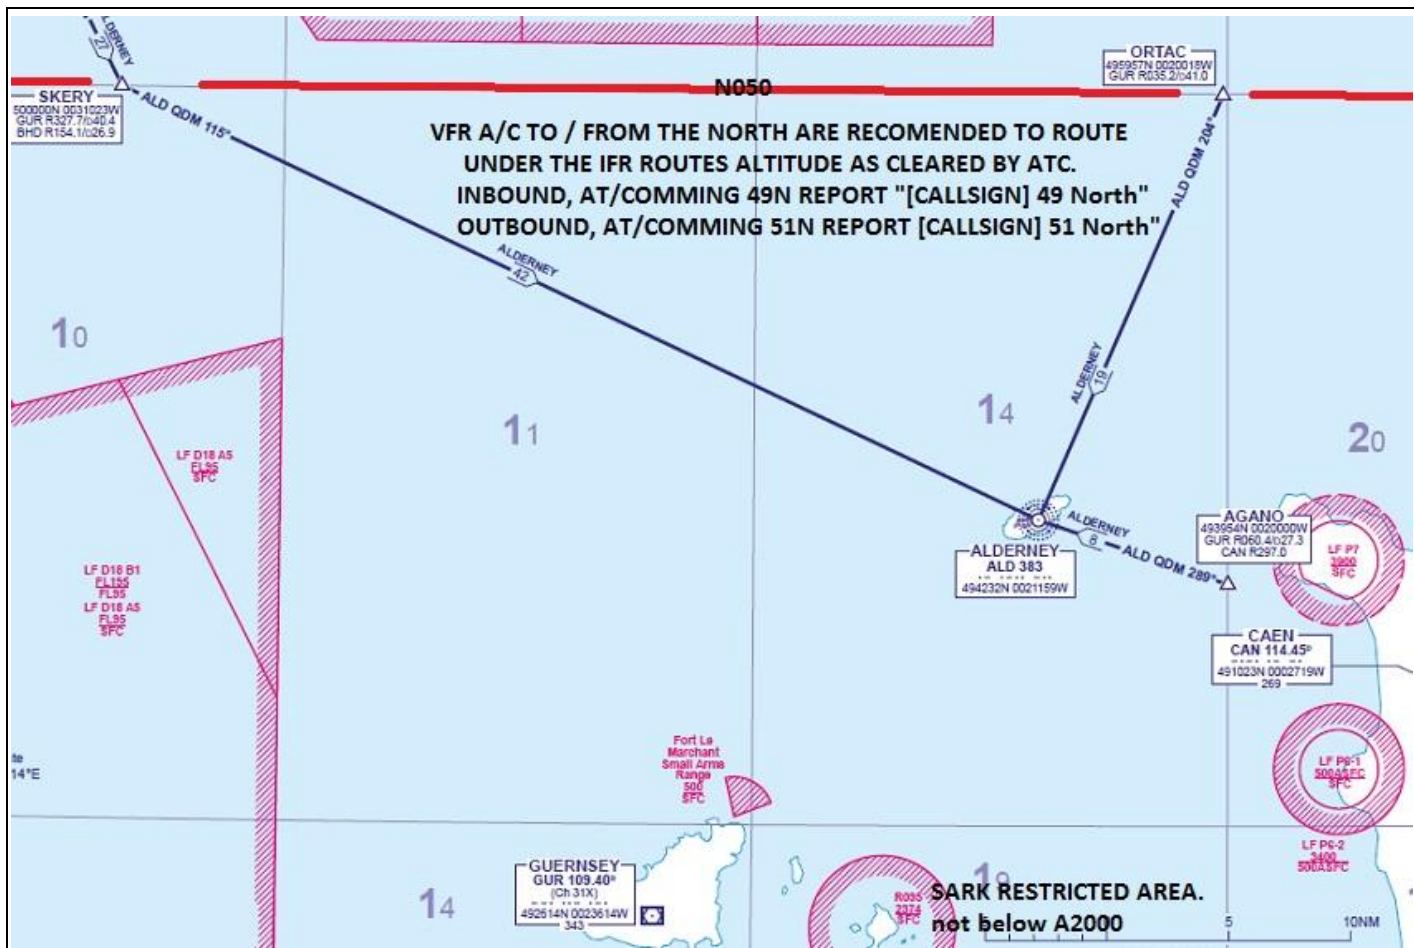 ALDERNEY
27
SKERY
500000N 0031023W
GUR R327.7/D40.4
BHD R154.1/D26.9
ALD QDM 115°
N050
ORTAC
495957N 0020018W
GUR R035.2/D41.0
VFR A/C TO / FROM THE NORTH ARE RECOMENDED TO ROUTE
UNDER THE IFR ROUTES ALTITUDE AS CLEARED BY ATC.
INBOUND, AT/COMMING 49N REPORT "[CALLSIGN] 49 North"
OUTBOUND, AT/COMMING 51N REPORT [CALLSIGN] 51 North"
ALD QDM 204°
ALDERNEY
42
10
ALDERNEY
19
11
14
20
LF D18 A5
FL95
SFC
LF D18 B1
FL195
FL95
LF D18 A5
FL95
SFC
ALDERNEY
ALD 383
494232N 0021159W
ALDERNEY
8
ALD QDM 289°
AGANO
493954N 0020000W
GUR R060.4/D27.3
CAN R297.0
LF P7
3900
SFC
CAEN
CAN 114.45
491023N 0002719W
269
te
14°E
Fort Le
Marchant
Small Arms
Range
500
SFC
LF P6-1
500ASFC
SFC
LF P6-2
3400
500ASFC
GUERNSEY
GUR 109.40
(Ch 31X)
492614N 0023614W
343
14
R095
2374
SFC
19
SARK RESTRICTED AREA.
not below A2000
5
10NM